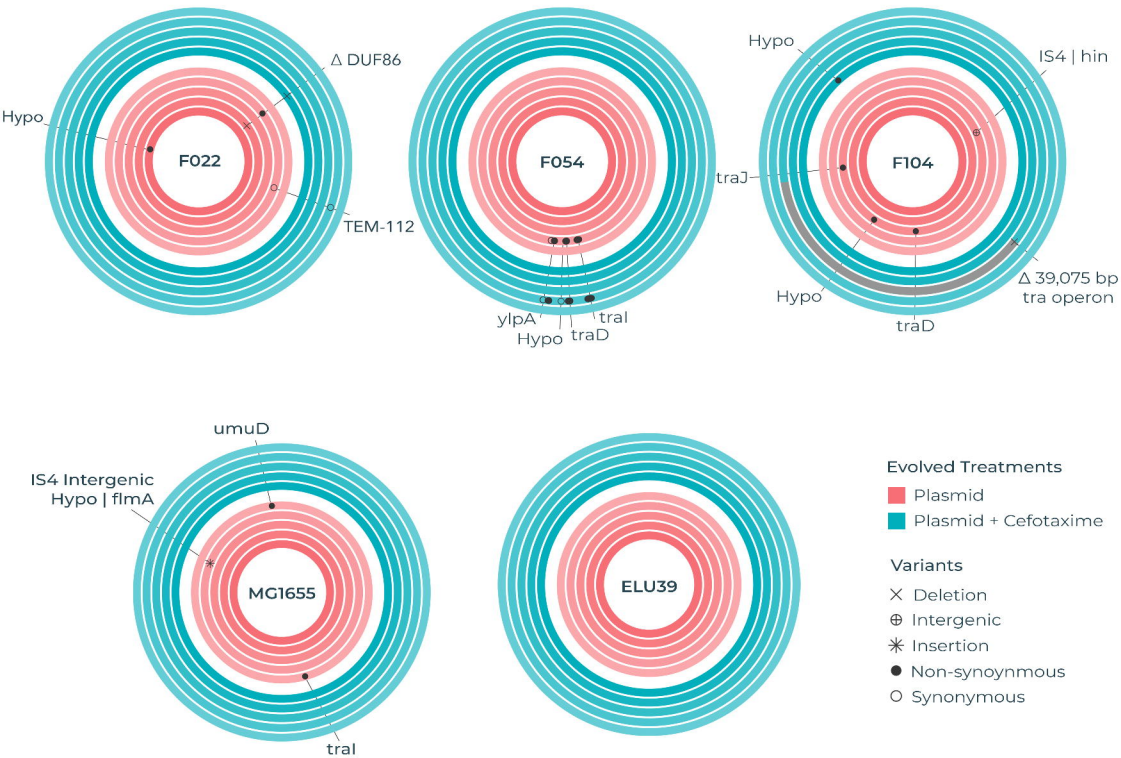 Δ DUF86
Hypo
F022
TEM-112
F054
ylpA
Hypo
traD
traI
Hypo
IS4 | hin
F104
traJ
Hypo
traD
Δ 39,075 bp
tra operon
umuD
IS4 Intergenic
Hypo | flmA
MG1655
traI
ELU39
Evolved Treatments
Plasmid
Plasmid + Cefotaxime
Variants
Deletion
Intergenic
Insertion
Non-synoynmous
Synonymous